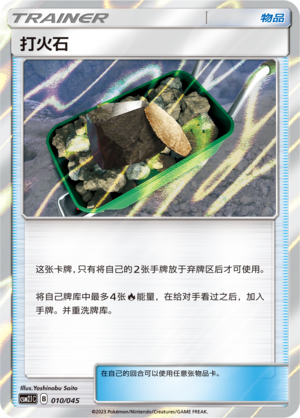 TRAINER
物品
打火石
这张卡牌,只有将自己的2张手牌放于弃牌区后才可使用。
将自己牌库中最多4张能量,在给对手看过之后,加入
手牌。并重洗牌库。
Illus.Yoshinobu Saito
在自己的回合可以使用任意张物品卡。
010/045
©2023 Pokémon/Nintendo/Creatures/GAME FREAK.